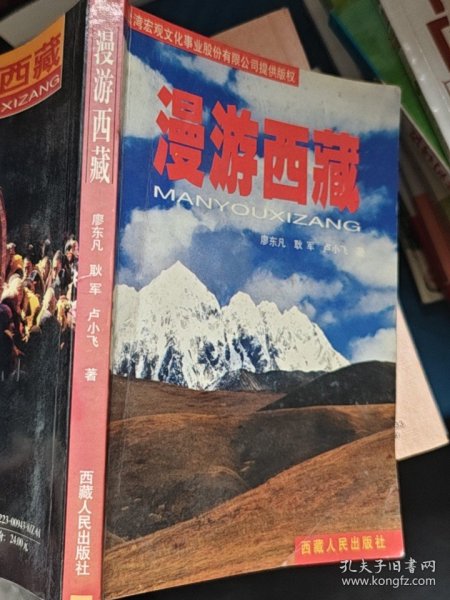 湾宏观文化事业股份有限公司提供版权
漫游西藏
MANYOUXIZANG
廖东凡 耿军 卢小飞 著
西藏人民出版社
漫游西藏
廖东凡 耿军 卢小飞 著
西藏人民出版社
西藏
XIZANG
孔夫子旧书网
www.kongfz.com